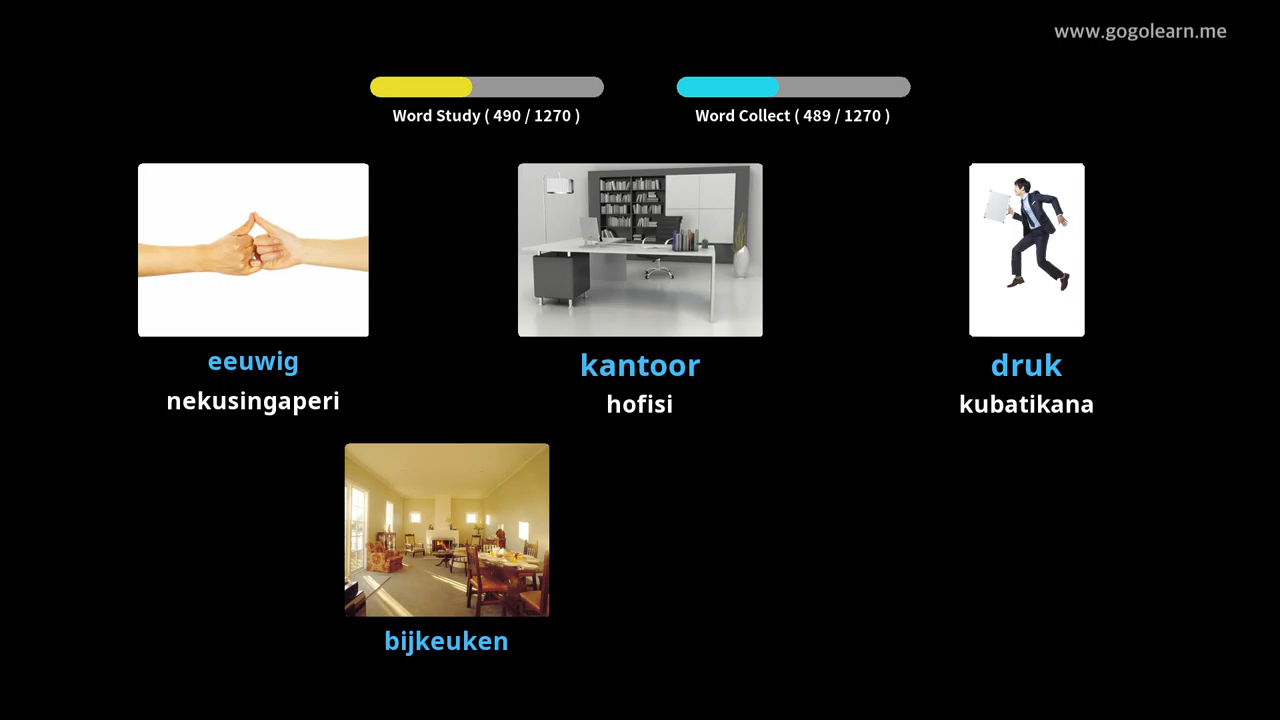 www.gogolearn.me
Word Study ( 490 / 1270 )
Word Collect ( 489 / 1270 )
eeuwig
nekusingaperi
kantoor
hofisi
druk
kubatikana
bijkeuken